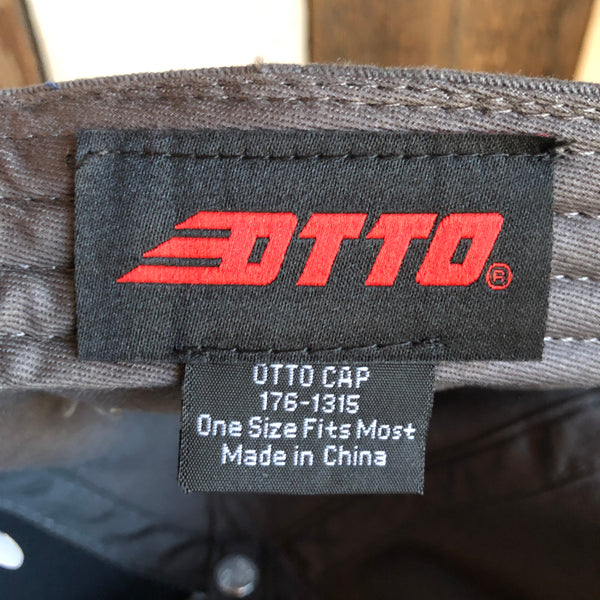 OTTO®
OTTO CAP
176-1315
One Size Fits Most
Made in China